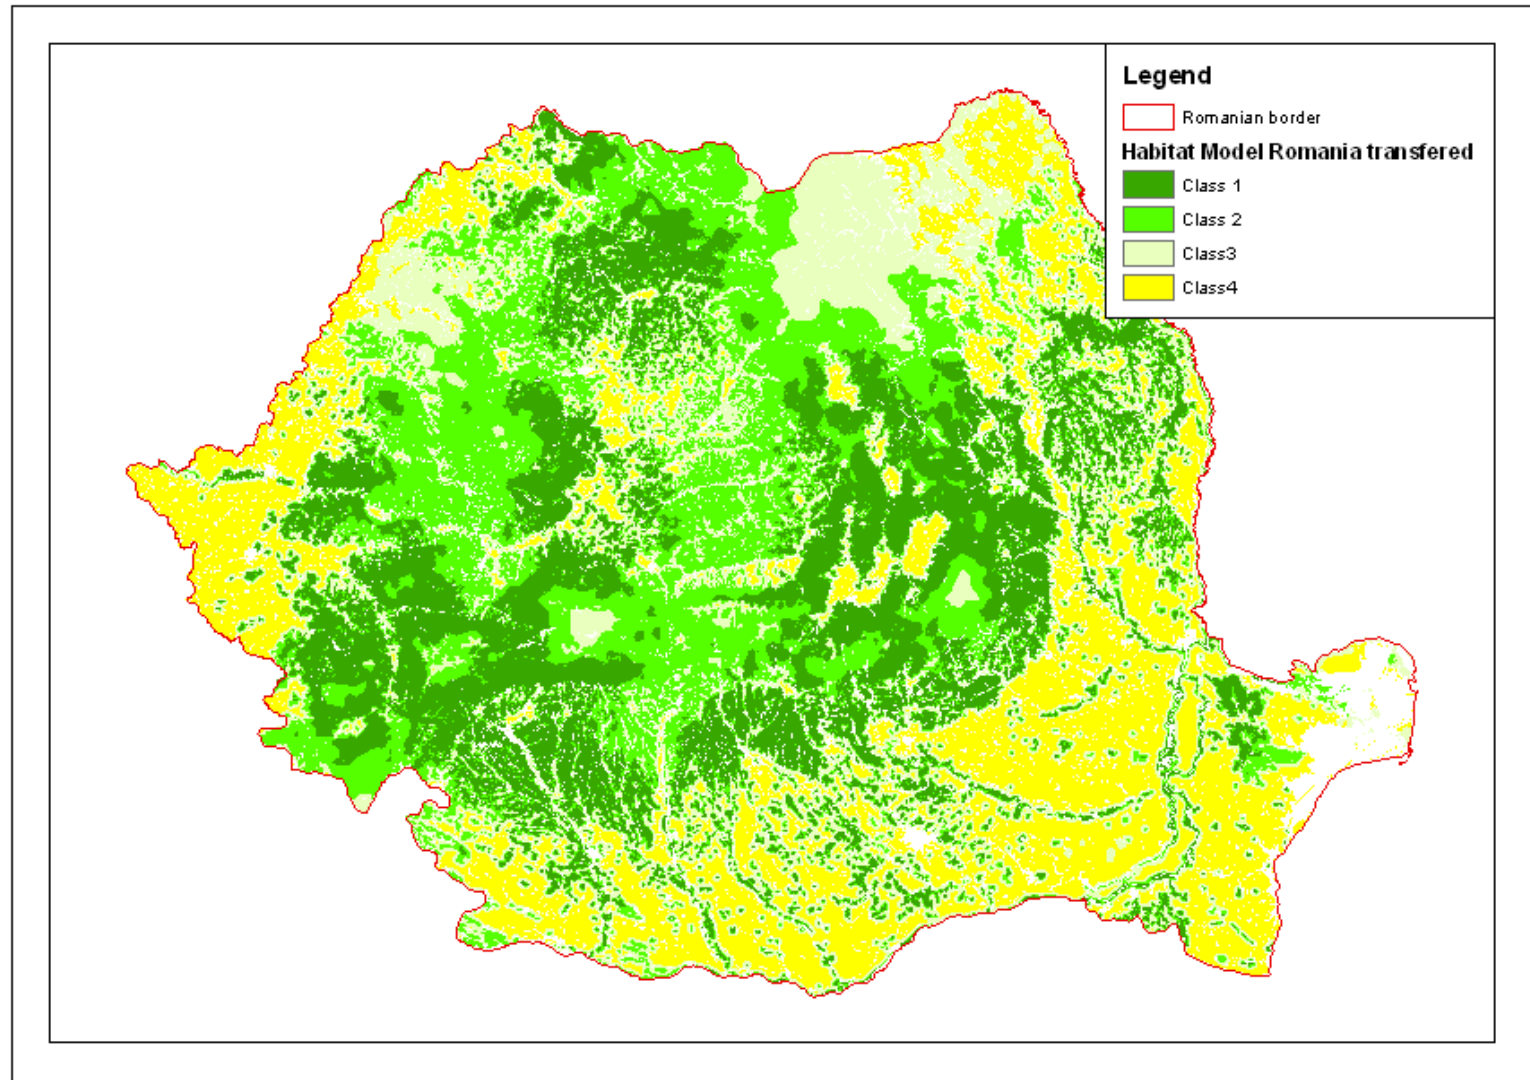 Legend
Romanian border
Habitat Model Romania transfered
Class 1
Class 2
Class3
Class4